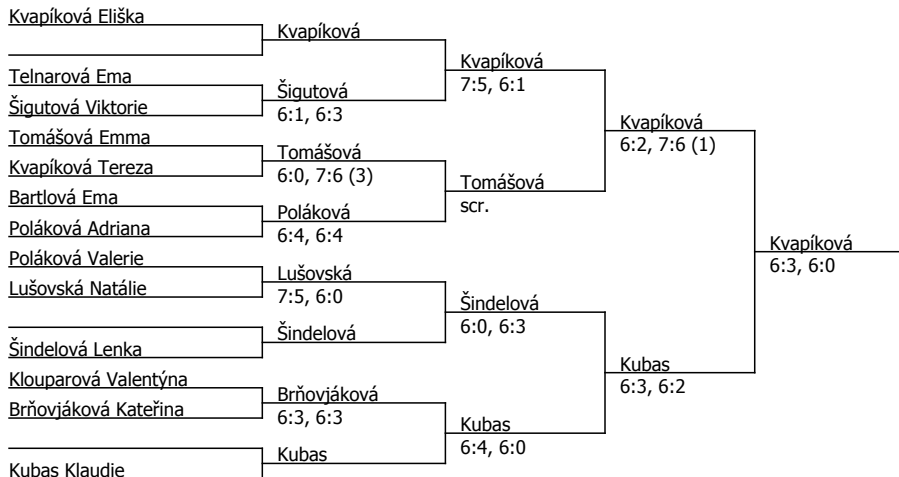 Kvapíková Eliška
Kvapíková
Kvapíková
7:5, 6:1
Telnarová Ema
Šigutová
6:1, 6:3
Šigutová Viktorie
Kvapíková
6:2, 7:6 (1)
Tomášová Emma
Tomášová
6:0, 7:6 (3)
Kvapíková Tereza
Tomášová
scr.
Bartlová Ema
Poláková
6:4, 6:4
Poláková Adriana
Kvapíková
6:3, 6:0
Poláková Valerie
Lušovská
7:5, 6:0
Lušovská Natálie
Šindelová
6:0, 6:3
Šindelová
Šindelová Lenka
Kubas
6:3, 6:2
Klouparová Valentýna
Brňovjáková
6:3, 6:3
Brňovjáková Kateřina
Kubas
6:4, 6:0
Kubas
Kubas Klaudie